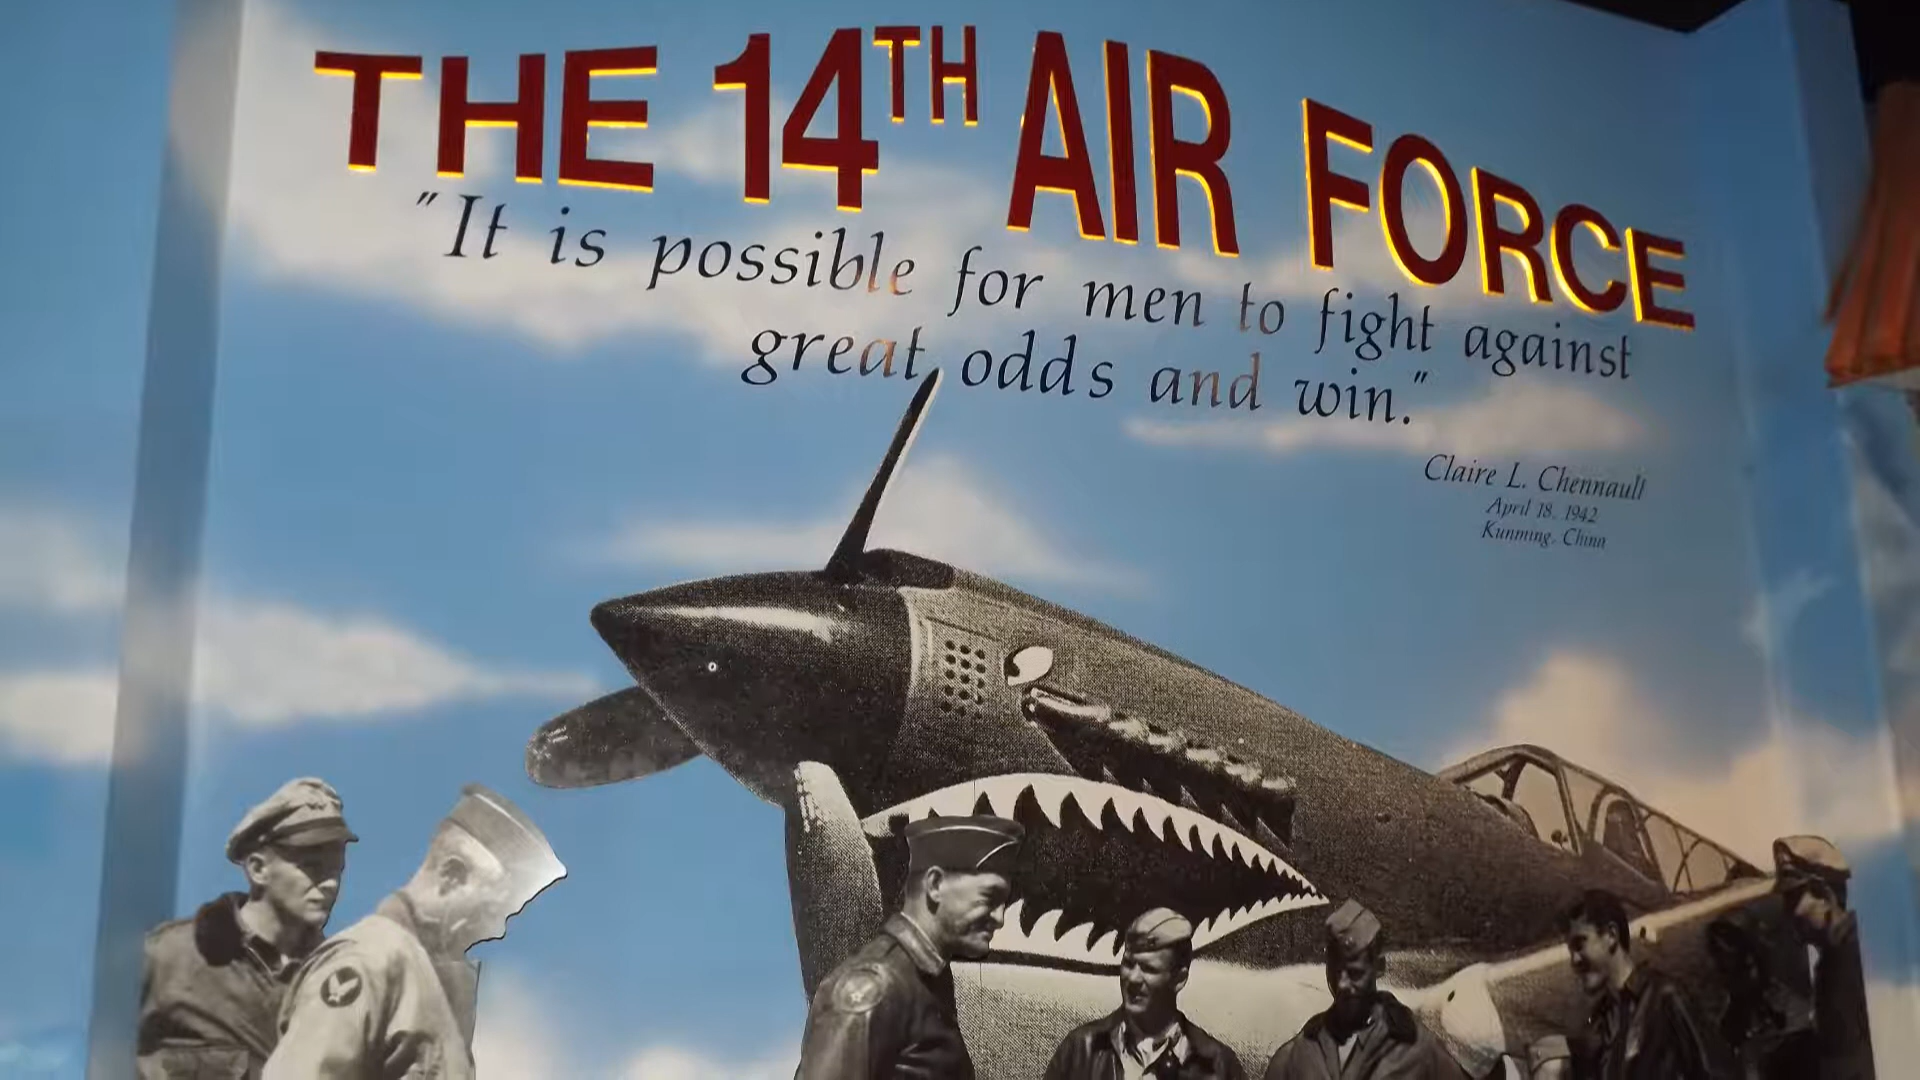 THE 14TH AIR FORCE
"It is possible for men to fight against
great odds and win."
Claire L. Chennault
April 18, 1942
Kunming, China